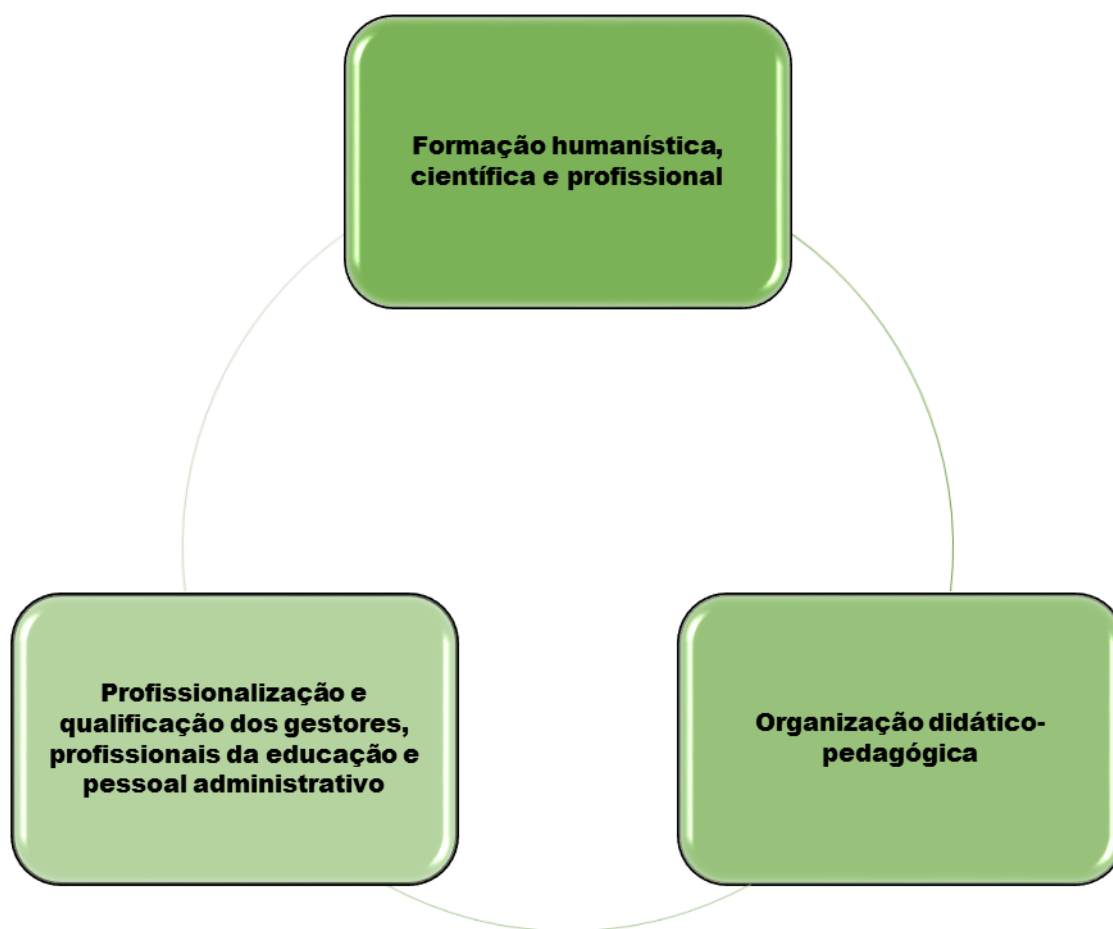 Formação humanística,
científica e profissional
Profissionalização e
qualificação dos gestores,
profissionais da educação e
pessoal administrativo
Organização didático-
pedagógica